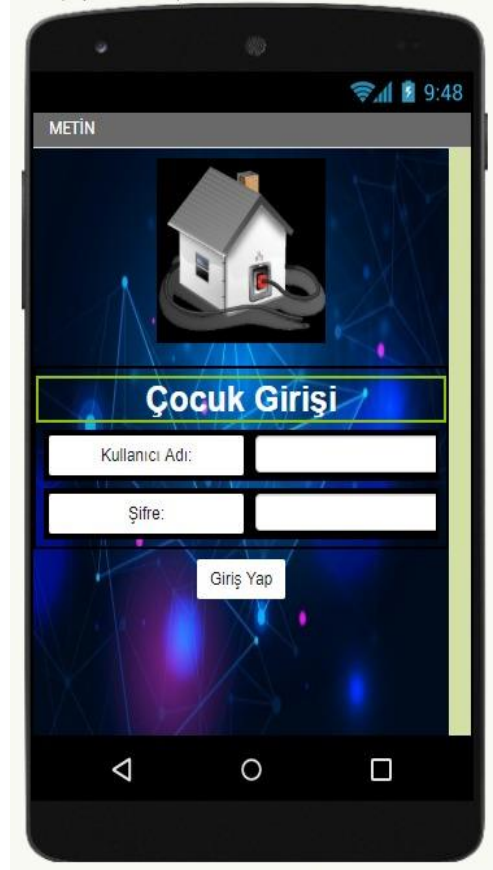 9:48
METİN
Çocuk Girişi
Kullanıcı Adı:
Şifre:
Giriş Yap